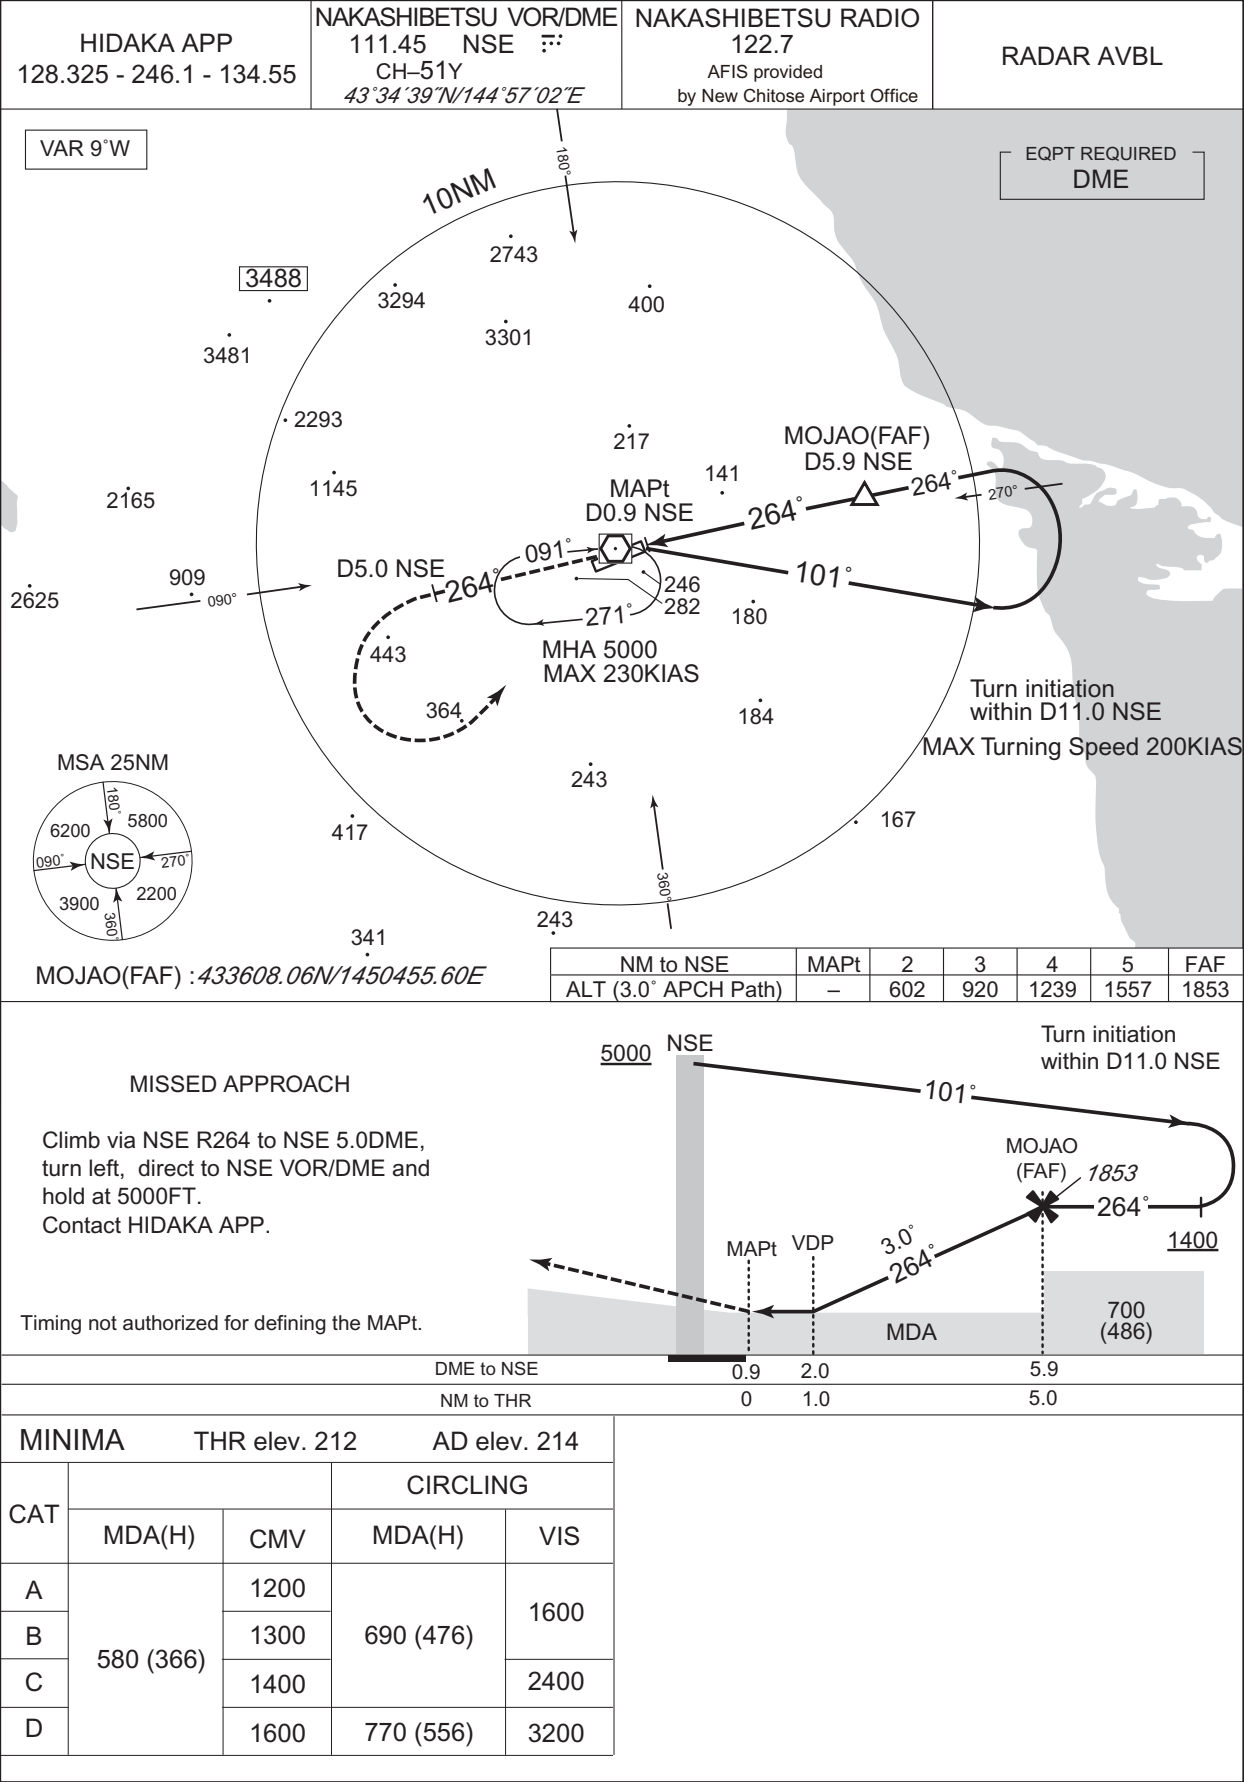 HIDAKA APP
128.325 - 246.1 - 134.55
NAKASHIBETSU VOR/DME
111.45 NSE
CH–51Y
43°34′39″N/144°57′02″E
NAKASHIBETSU RADIO
122.7
AFIS provided
by New Chitose Airport Office
RADAR AVBL
VAR 9°W
EQPT REQUIRED
DME
180°
10NM
2743
3488
3294
400
3301
3481
2293
217
MOJAO(FAF)
D5.9 NSE
141
264°
270°
1145
2165
MAPt
D0.9 NSE
264°
091°
D5.0 NSE
264°
101°
909
090°
2625
246
282
180
271°
443
MHA 5000
MAX 230KIAS
364
184
Turn initiation
within D11.0 NSE
MAX Turning Speed 200KIAS
243
MSA 25NM
180°
6200
5800
090°
NSE
270°
3900
2200
360°
417
167
360°
243
341
MOJAO(FAF) : 433608.06N/1450455.60E
NM to NSE MAPt 2 3 4 5 FAF
ALT (3.0° APCH Path) – 602 920 1239 1557 1853
MISSED APPROACH
Climb via NSE R264 to NSE 5.0DME,
turn left, direct to NSE VOR/DME and
hold at 5000FT.
Contact HIDAKA APP.
Timing not authorized for defining the MAPt.
5000
NSE
Turn initiation
within D11.0 NSE
101°
MOJAO
(FAF)
1853
264°
1400
MAPt
VDP
3.0°
264°
MDA
700
(486)
DME to NSE 0.9 2.0 5.9
NM to THR 0 1.0 5.0
MINIMA THR elev. 212 AD elev. 214
CAT
CIRCLING
MDA(H) CMV MDA(H) VIS
A 1200
1600
B 1300 690 (476)
580 (366)
C 1400 2400
D 1600 770 (556) 3200